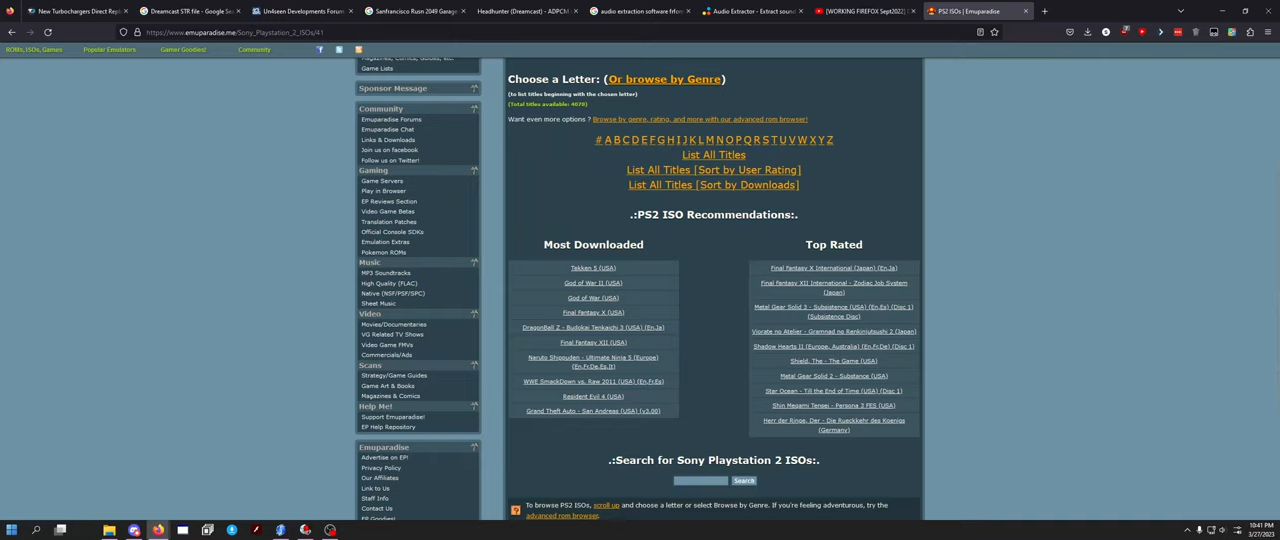 New Turbochargers Direct Repl
Dreamcast STR file - Google Sea
Un4seen Developments Forum
Sanfrancisco Rusn 2049 Garage
Headhunter (Dreamcast) - ADPCM
audio extraction software frfom
Audio Extractor - Extract sound
[WORKING FIREFOX Sept2022]
PS2 ISOs | Emuparadise
https://www.emuparadise.me/Sony_Playstation_2_ISOs/41
ROMs, ISOs, Games
Popular Emulators
Gamer Goodies!
Community
Magazines, Comics, Guides, etc.
Game Lists
Sponsor Message
Community
Emuparadise Forums
Emuparadise Chat
Links & Downloads
Join us on facebook
Follow us on Twitter!
Gaming
Game Servers
Play in Browser
EP Reviews Section
Video Game Betas
Translation Patches
Official Console SDKs
Emulation Extras
Pokemon ROMs
Music
MP3 Soundtracks
High Quality (FLAC)
Native (NSF/PSF/SPC)
Sheet Music
Video
Movies/Documentaries
VG Related TV Shows
Video Game FMVs
Commercials/Ads
Scans
Strategy/Game Guides
Game Art & Books
Magazines & Comics
Help Me!
Support Emuparadise!
EP Help Repository
Emuparadise
Advertise on EP!
Privacy Policy
Our Affiliates
Link to Us
Staff Info
Contact Us
EP Goodies!
Choose a Letter: (Or browse by Genre)
(to list titles beginning with the chosen letter)
(Total titles available: 4078)
Want even more options ? Browse by genre, rating, and more with our advanced rom browser!
# A B C D E F G H I J K L M N O P Q R S T U V W X Y Z
List All Titles
List All Titles [Sort by User Rating]
List All Titles [Sort by Downloads]
.:PS2 ISO Recommendations:.
Most Downloaded
Tekken 5 (USA)
God of War II (USA)
God of War (USA)
Final Fantasy X (USA)
DragonBall Z - Budokai Tenkaichi 3 (USA) (En,Ja)
Final Fantasy XII (USA)
Naruto Shippuden - Ultimate Ninja 5 (Europe)
(En,Fr,De,Es,It)
WWE SmackDown vs. Raw 2011 (USA) (En,Fr,Es)
Resident Evil 4 (USA)
Grand Theft Auto - San Andreas (USA) (v3.00)
Top Rated
Final Fantasy X International (Japan) (En,Ja)
Final Fantasy XII International - Zodiac Job System
(Japan)
Metal Gear Solid 3 - Subsistence (USA) (En,Es) (Disc 1)
(Subsistence Disc)
Viorate no Atelier - Gramnad no Renkinjutsushi 2 (Japan)
Shadow Hearts II (Europe, Australia) (En,Fr,De) (Disc 1)
Shield, The - The Game (USA)
Metal Gear Solid 2 - Substance (USA)
Star Ocean - Till the End of Time (USA) (Disc 1)
Shin Megami Tensei - Persona 3 FES (USA)
Herr der Ringe, Der - Die Rueckkehr des Koenigs
(Germany)
.:Search for Sony Playstation 2 ISOs:.
Search
To browse PS2 ISOs, scroll up and choose a letter or select Browse by Genre. If you're feeling adventurous, try the
advanced rom browser.
10:41 PM
3/27/2023